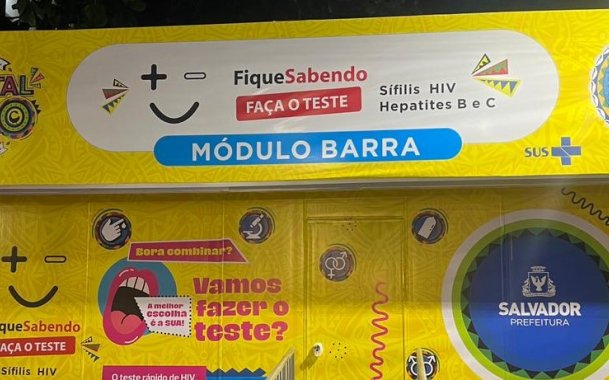 FiqueSabendo
FAÇA O TESTE
Sífilis HIV
Hepatites B e C
MÓDULO BARRA
SUS
Bora combinar?
A melhor
escolha
é a SUA!
Vamos
fazer o
teste?
O teste rápido de HIV
queSabendo
AÇA O TESTE
Sífilis HIV
SALVADOR
PREFEITURA